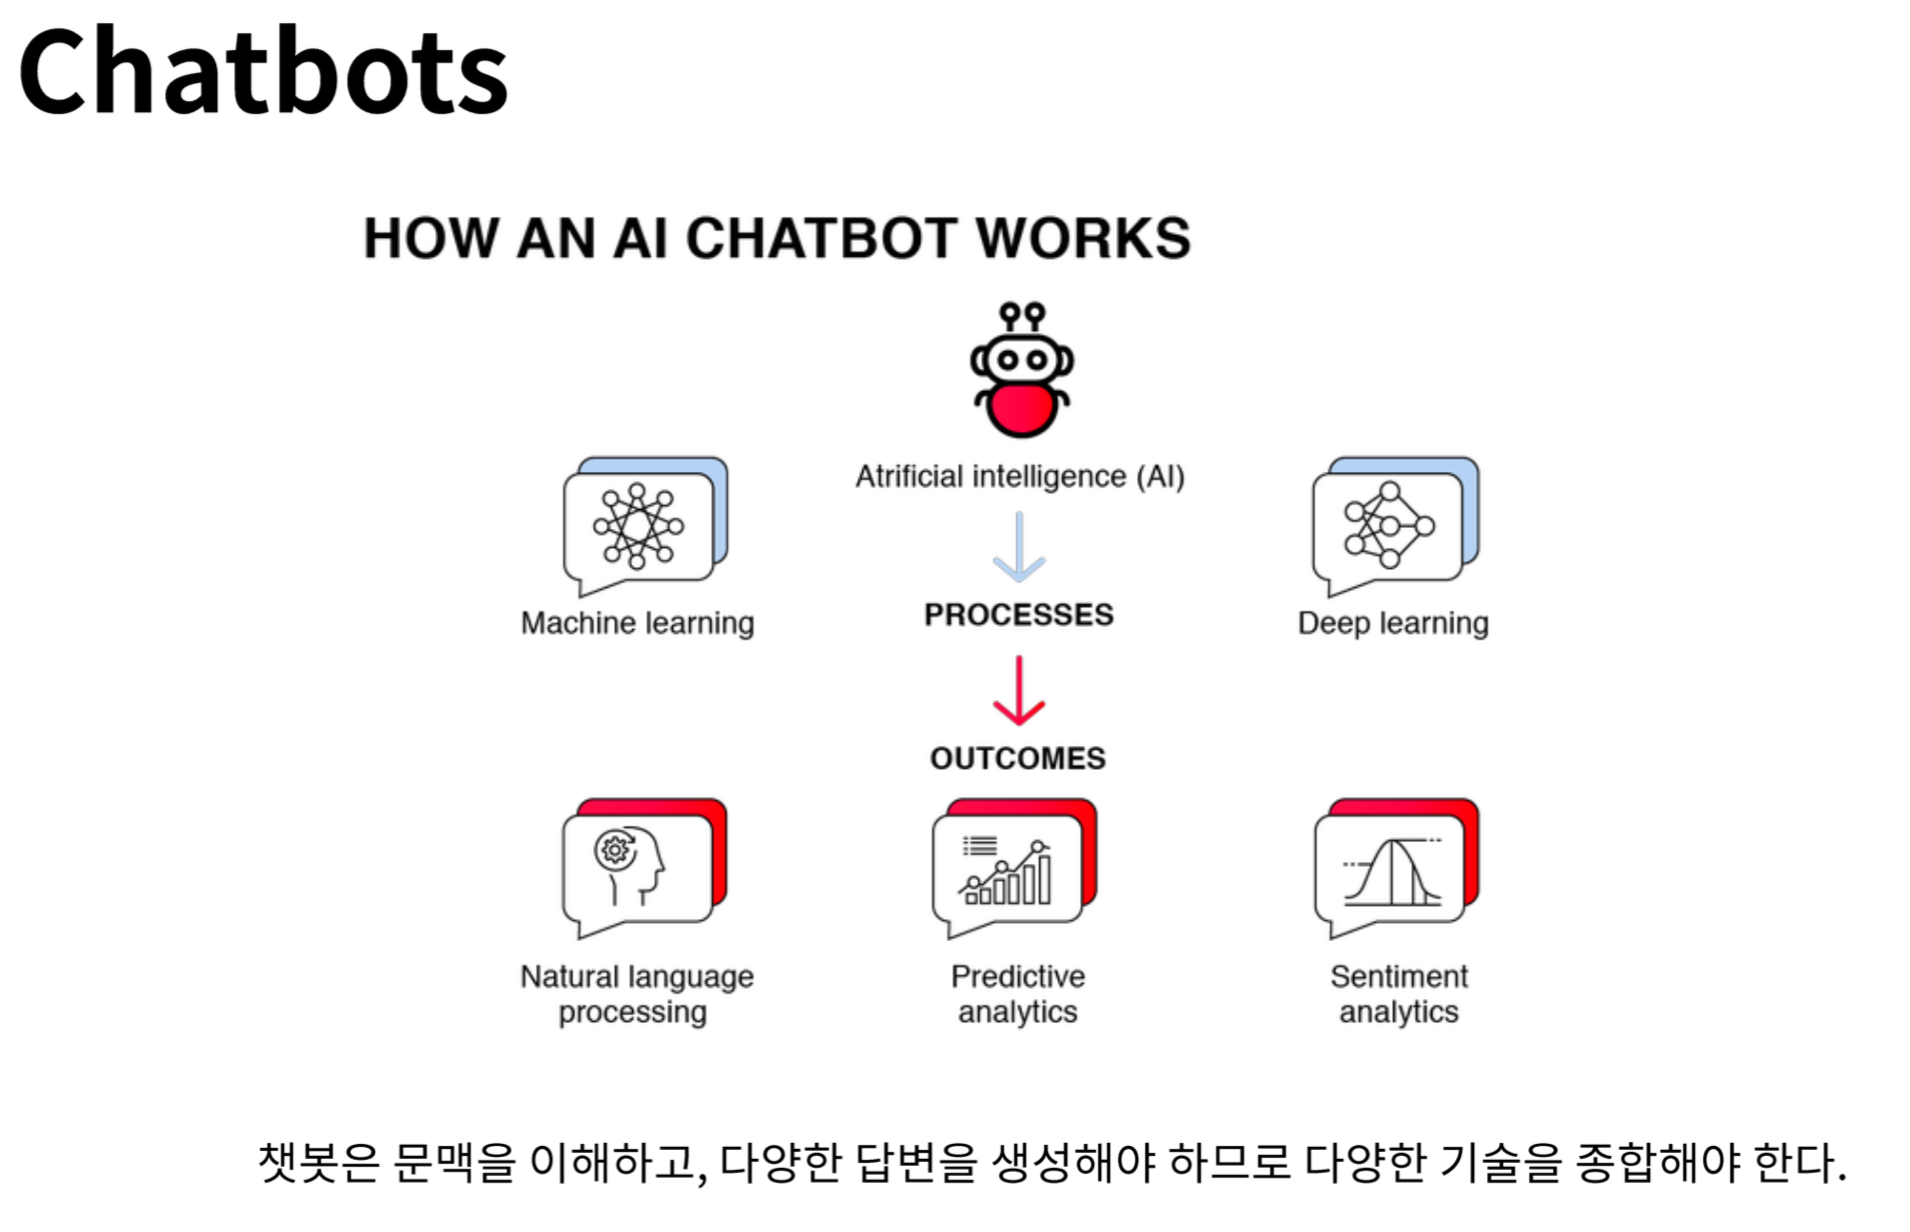 Chatbots
HOW AN AI CHATBOT WORKS
Atrificial intelligence (AI)
Machine learning
PROCESSES
Deep learning
OUTCOMES
Natural language
processing
Predictive
analytics
Sentiment
analytics
챗봇은 문맥을 이해하고, 다양한 답변을 생성해야 하므로 다양한 기술을 종합해야 한다.